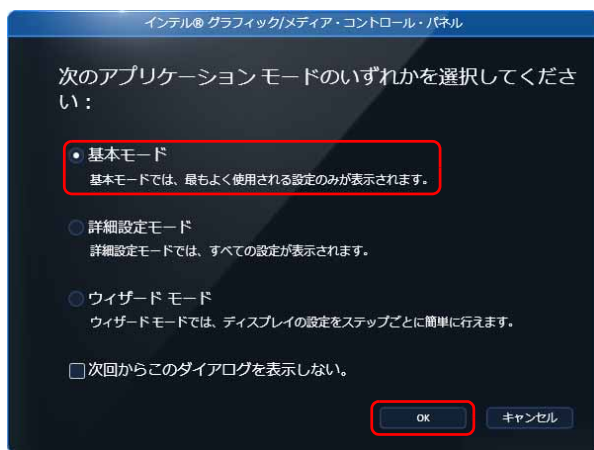 インテル® グラフィック/メディア・コントロール・パネル
次のアプリケーション モードのいずれかを選択してくださ
い：
基本モード
基本モードでは、最もよく使用される設定のみが表示されます。
詳細設定モード
詳細設定モードでは、すべての設定が表示されます。
ウィザード モード
ウィザード モードでは、ディスプレイの設定をステップごとに簡単に行えます。
次回からこのダイアログを表示しない。
OK
キャンセル